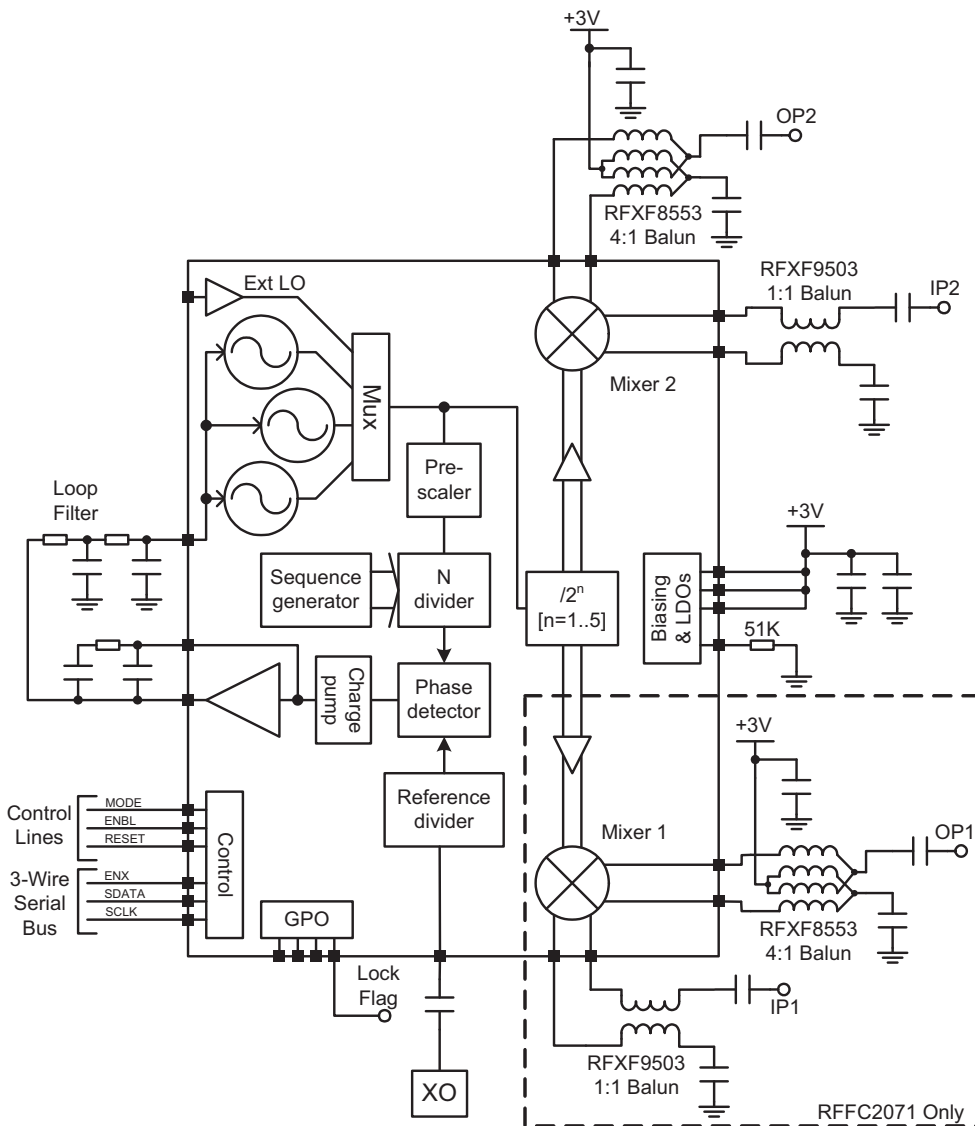 +3V
OP2
RFXF8553
4:1 Balun
RFXF9503
1:1 Balun
IP2
Ext LO
Mux
Mixer 2
Pre-
scaler
Loop
Filter
+3V
Sequence
generator
N
divider
/2ⁿ
[n=1..5]
Biasing
& LDOs
51K
Charge
pump
Phase
detector
+3V
Reference
divider
Mixer 1
OP1
Control
Lines
MODE
ENBL
RESET
3-Wire
Serial
Bus
ENX
SDATA
SCLK
Control
GPO
RFXF8553
4:1 Balun
Lock
Flag
IP1
XO
RFXF9503
1:1 Balun
RFFC2071 Only